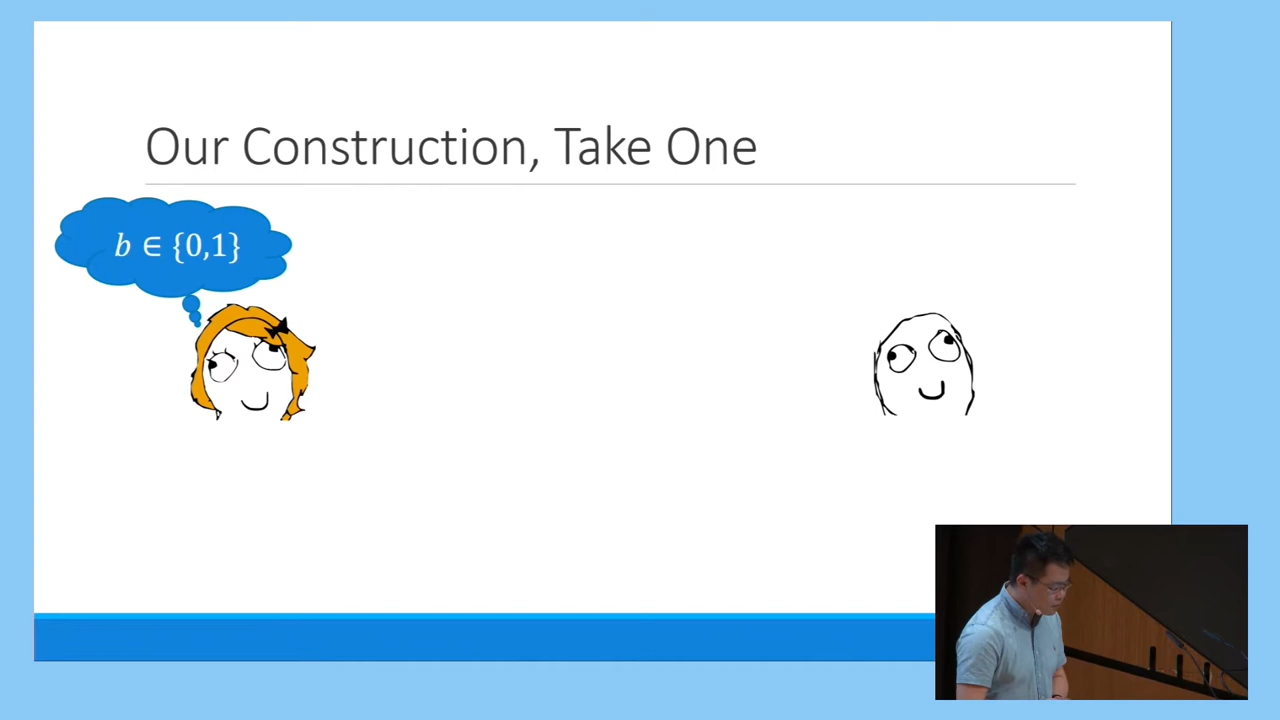 Our Construction, Take One
b ∈ {0,1}